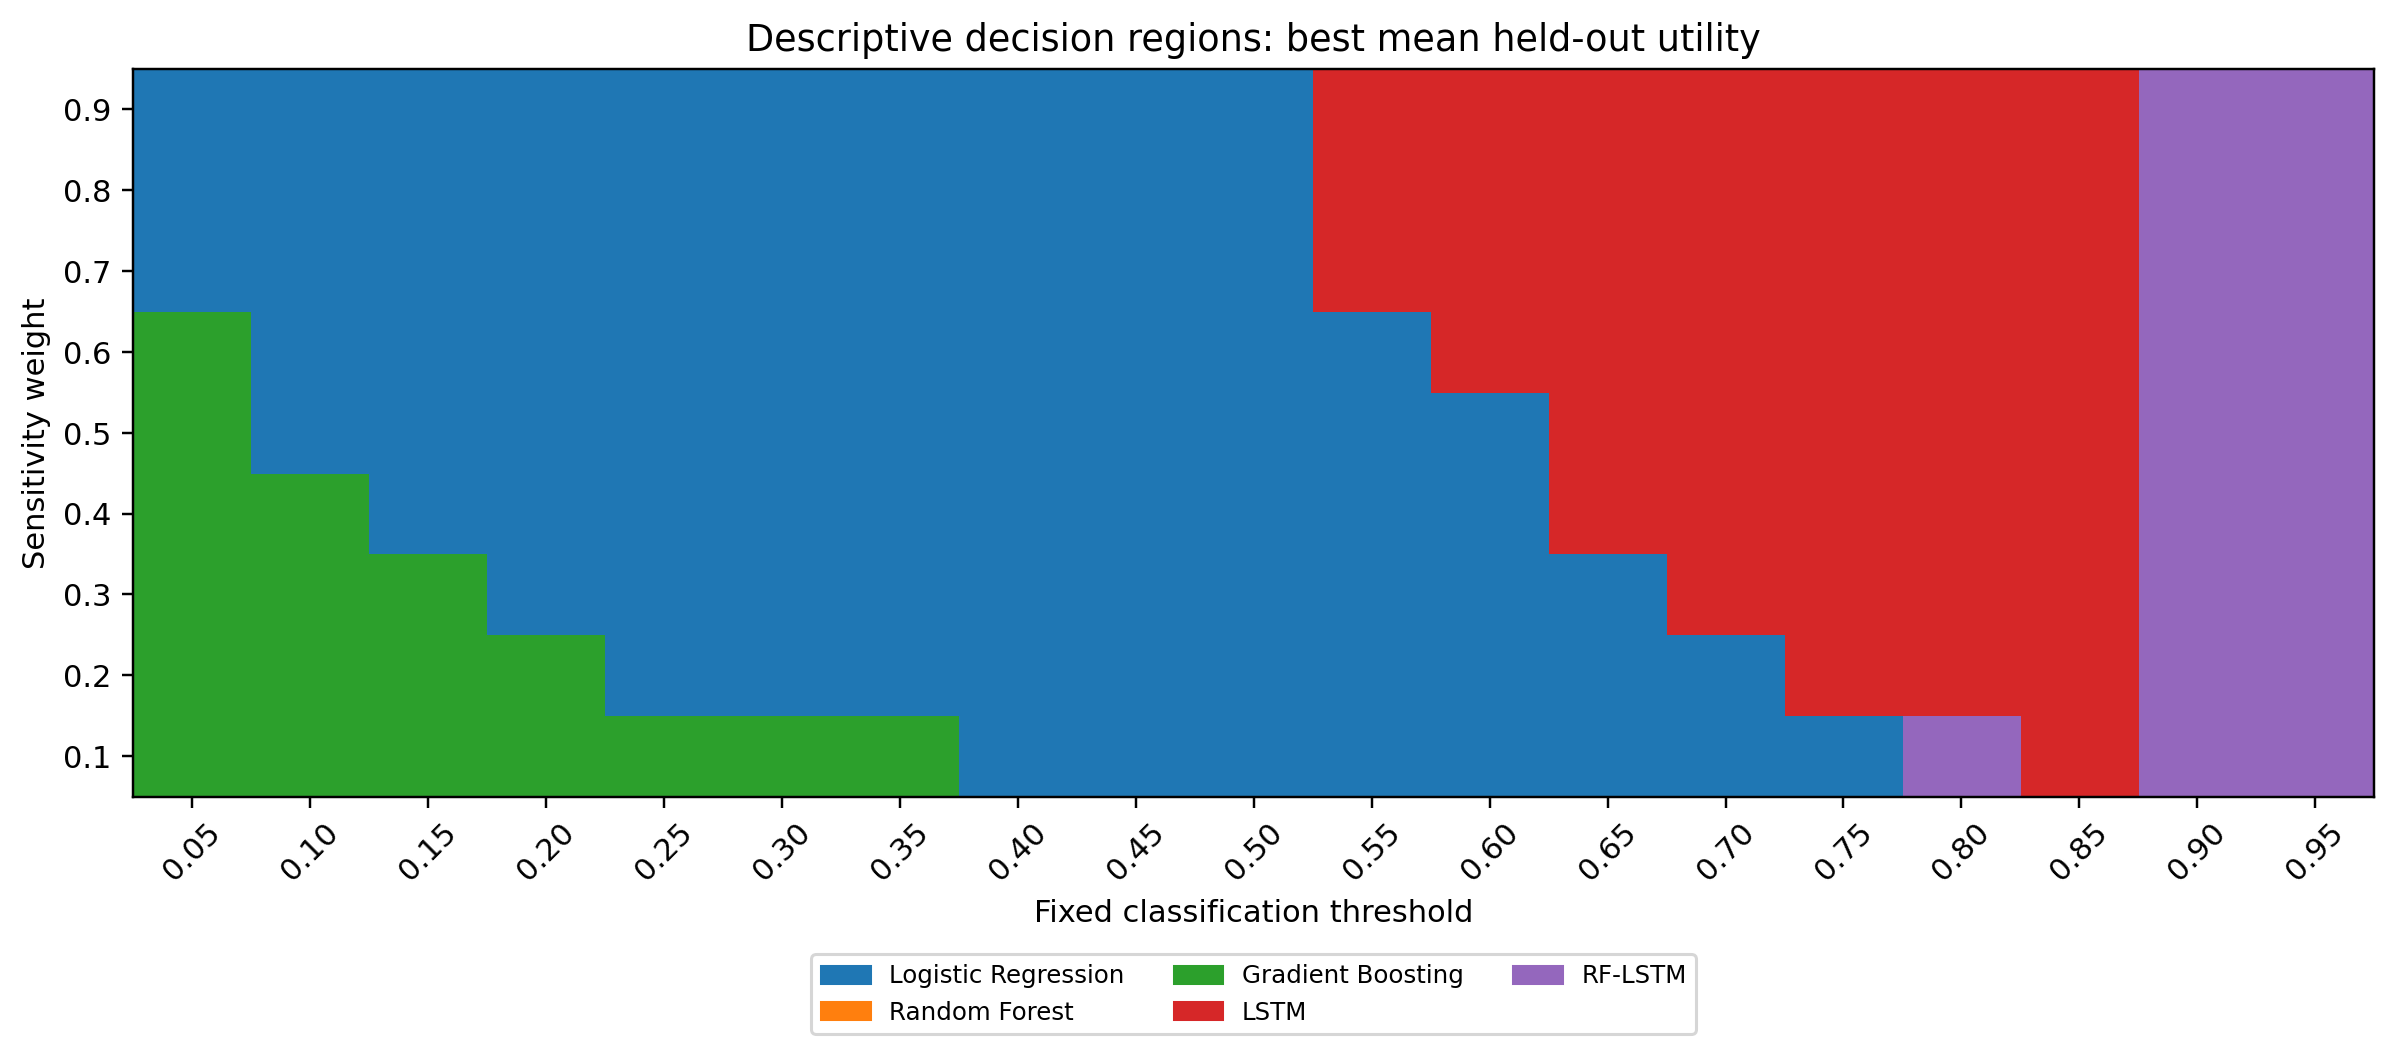 Descriptive decision regions: best mean held-out utility
Sensitivity weight
0.9
0.8
0.7
0.6
0.5
0.4
0.3
0.2
0.1
0.05 0.10 0.15 0.20 0.25 0.30 0.35 0.40 0.45 0.50 0.55 0.60 0.65 0.70 0.75 0.80 0.85 0.90 0.95
Fixed classification threshold
Logistic Regression Gradient Boosting RF-LSTM
Random Forest LSTM